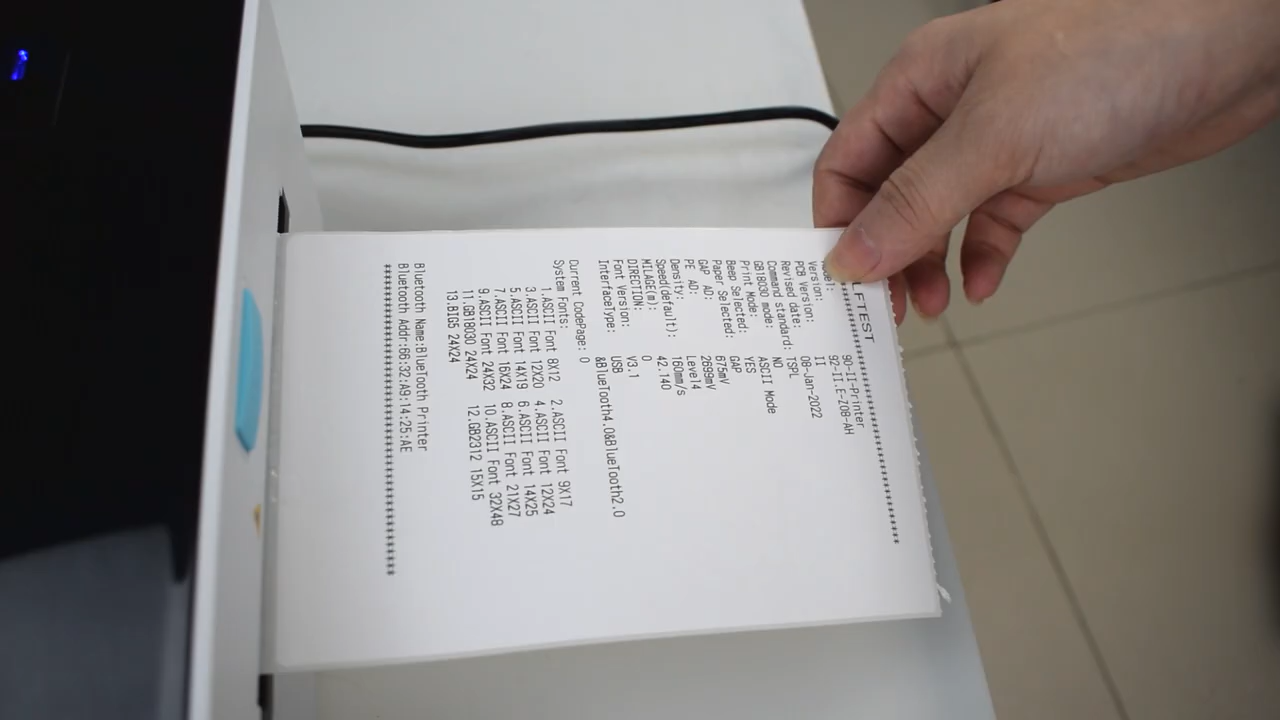 LFTEST
******************************************
del: 90-II-Printer
Version: 92-II.E-Z0B-AH
PCB Version: II
Revised date: 08-Jan-2022
Command standard: TSPL
GB18030 mode: NO
Print Mode: ASCII Mode
Beep Selected: YES
Paper Selected: GAP
GAP AD: 675mV
PE AD: 2699mV
Density: Level4
Speed(default): 160mm/s
MILAGE(m): 42.140
DIRECTION: 0
Font Version: V3.1
InterfaceType: USB
&BlueTooth4.0&BlueTooth2.0
Current CodePage: 0
System Fonts:
1.ASCII Font 8X12 2.ASCII Font 9X17
3.ASCII Font 12X20 4.ASCII Font 12X24
5.ASCII Font 14X19 6.ASCII Font 14X25
7.ASCII Font 16X24 8.ASCII Font 21X27
9.ASCII Font 24X32 10.ASCII Font 32X48
11.GB18030 24X24 12.GB2312 15X15
13.BIG5 24X24
Bluetooth Name:Bluetooth Printer
Bluetooth Addr:66:32:A9:14:25:AE
******************************************